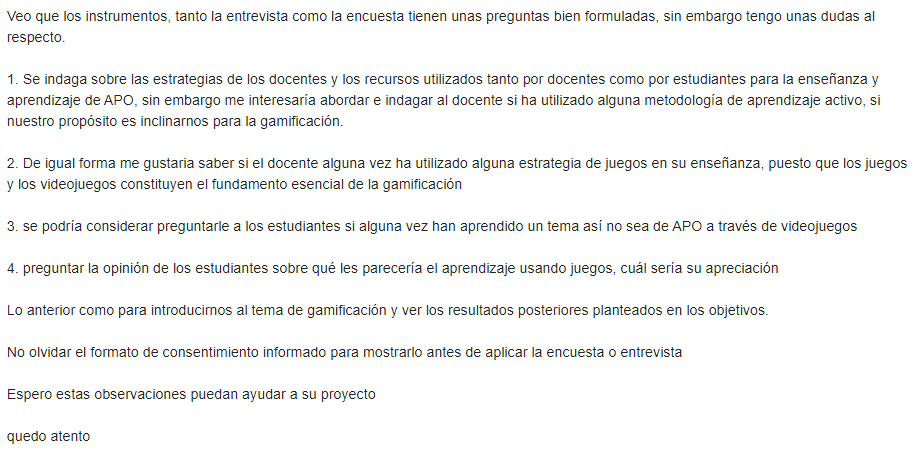 Veo que los instrumentos, tanto la entrevista como la encuesta tienen unas preguntas bien formuladas, sin embargo tengo unas dudas al
respecto.
1. Se indaga sobre las estrategias de los docentes y los recursos utilizados tanto por docentes como por estudiantes para la enseñanza y
aprendizaje de APO, sin embargo me interesaría abordar e indagar al docente si ha utilizado alguna metodología de aprendizaje activo, si
nuestro propósito es inclinarnos para la gamificación.
2. De igual forma me gustaria saber si el docente alguna vez ha utilizado alguna estrategia de juegos en su enseñanza, puesto que los juegos
y los videojuegos constituyen el fundamento esencial de la gamificación
3. se podría considerar preguntarle a los estudiantes si alguna vez han aprendido un tema así no sea de APO a través de videojuegos
4. preguntar la opinión de los estudiantes sobre qué les parecería el aprendizaje usando juegos, cuál sería su apreciación
Lo anterior como para introducirnos al tema de gamificación y ver los resultados posteriores planteados en los objetivos.
No olvidar el formato de consentimiento informado para mostrarlo antes de aplicar la encuesta o entrevista
Espero estas observaciones puedan ayudar a su proyecto
quedo atento